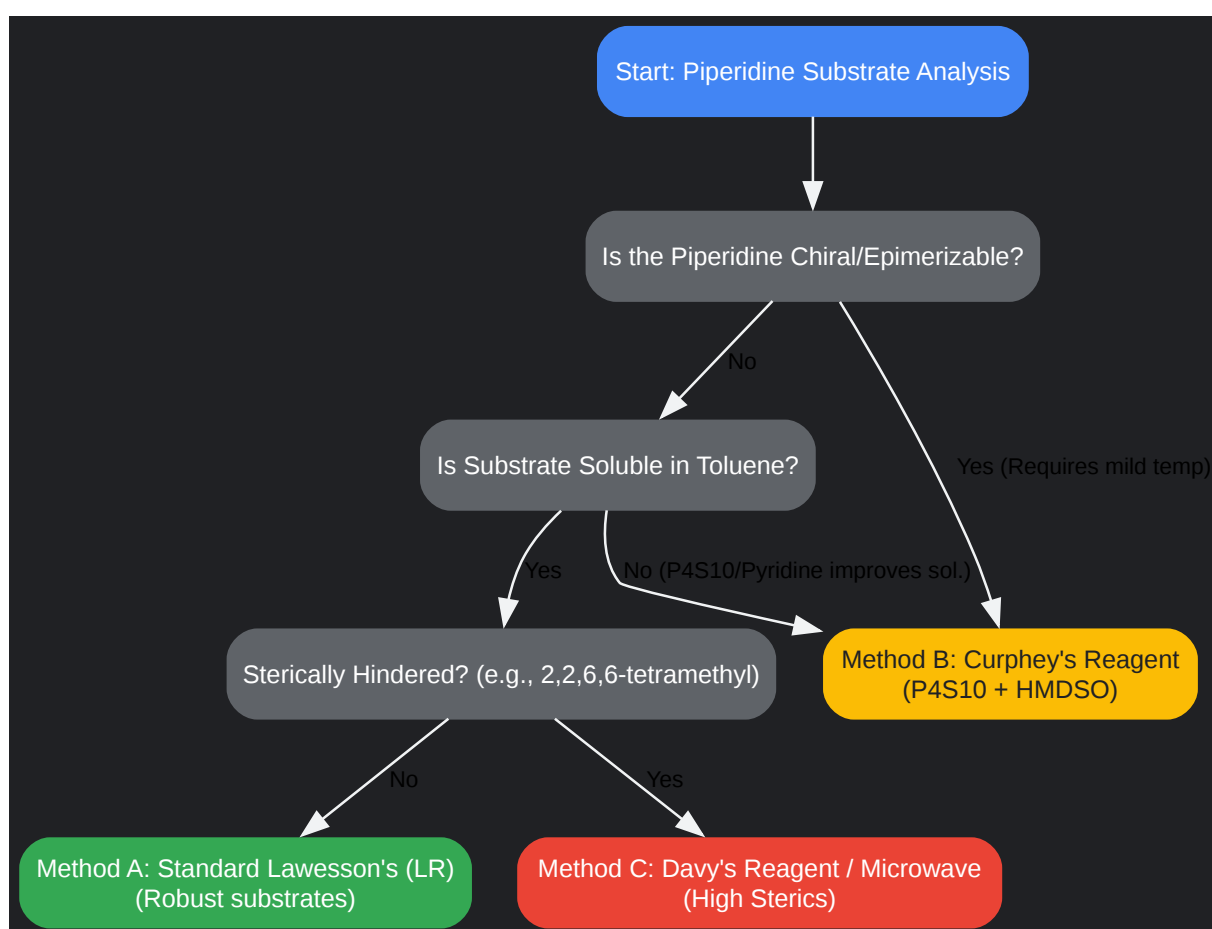 Start: Piperidine Substrate Analysis
Is the Piperidine Chiral/Epimerizable?
No
Is Substrate Soluble in Toluene?
Yes (Requires mild temp)
Yes
No (P4S10/Pyridine improves sol.)
Sterically Hindered? (e.g., 2,2,6,6-tetramethyl)
Method B: Curphey's Reagent
(P4S10 + HMDSO)
No
Yes
Method A: Standard Lawesson's (LR)
(Robust substrates)
Method C: Davy's Reagent / Microwave
(High Sterics)